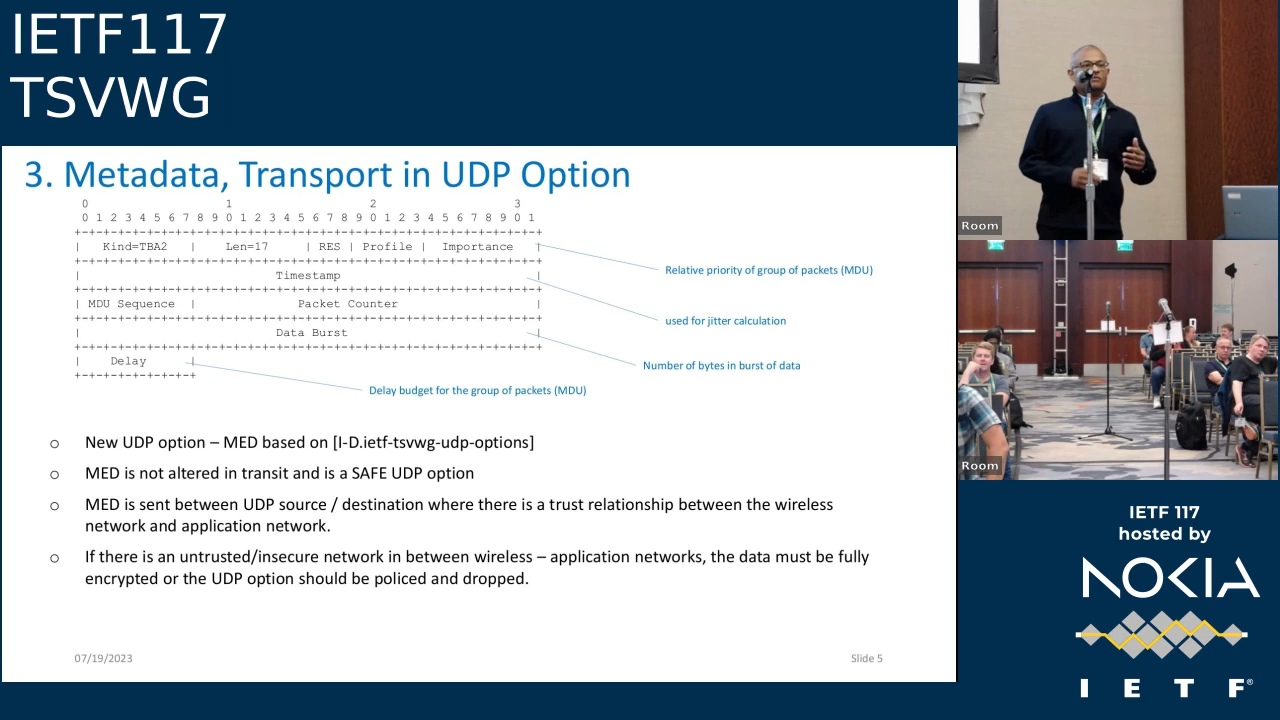 IETF117
TSVWG
3. Metadata, Transport in UDP Option
0 1 2 3
0 1 2 3 4 5 6 7 8 9 0 1 2 3 4 5 6 7 8 9 0 1 2 3 4 5 6 7 8 9 0 1
+-+-+-+-+-+-+-+-+-+-+-+-+-+-+-+-+-+-+-+-+-+-+-+-+-+-+-+-+-+-+-+-+
| Kind=TBA2 | Len=17 | RES | Profile | Importance |
+-+-+-+-+-+-+-+-+-+-+-+-+-+-+-+-+-+-+-+-+-+-+-+-+-+-+-+-+-+-+-+-+
Relative priority of group of packets (MDU)
| Timestamp |
+-+-+-+-+-+-+-+-+-+-+-+-+-+-+-+-+-+-+-+-+-+-+-+-+-+-+-+-+-+-+-+-+
| MDU Sequence | Packet Counter |
+-+-+-+-+-+-+-+-+-+-+-+-+-+-+-+-+-+-+-+-+-+-+-+-+-+-+-+-+-+-+-+-+
used for jitter calculation
| Data Burst |
+-+-+-+-+-+-+-+-+-+-+-+-+-+-+-+-+-+-+-+-+-+-+-+-+-+-+-+-+-+-+-+-+
| Delay |
Number of bytes in burst of data
+-+-+-+-+-+-+-+-+
Delay budget for the group of packets (MDU)
o New UDP option – MED based on [I-D.ietf-tsvwg-udp-options]
o MED is not altered in transit and is a SAFE UDP option
o MED is sent between UDP source / destination where there is a trust relationship between the wireless
network and application network.
o If there is an untrusted/insecure network in between wireless – application networks, the data must be fully
encrypted or the UDP option should be policed and dropped.
07/19/2023
Slide 5
Room
Room
IETF 117
hosted by
NOKIA
I E T F®